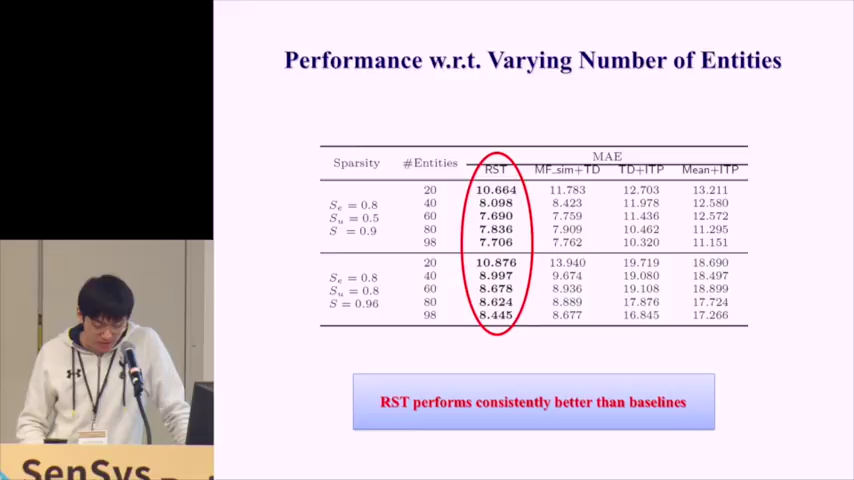 Performance w.r.t. Varying Number of Entities
Sparsity #Entities MAE
RST MF_sim+TD TD+ITP Mean+ITP
20 10.664 11.783 12.703 13.211
Se = 0.8 40 8.098 8.423 11.978 12.580
Su = 0.5 60 7.690 7.759 11.436 12.572
S = 0.9 80 7.836 7.909 10.462 11.295
98 7.706 7.762 10.320 11.151
20 10.876 13.940 19.719 18.690
Se = 0.8 40 8.997 9.674 19.080 18.497
Su = 0.8 60 8.678 8.936 19.108 18.899
S = 0.96 80 8.624 8.889 17.876 17.724
98 8.445 8.677 16.845 17.266
RST performs consistently better than baselines
SenSys